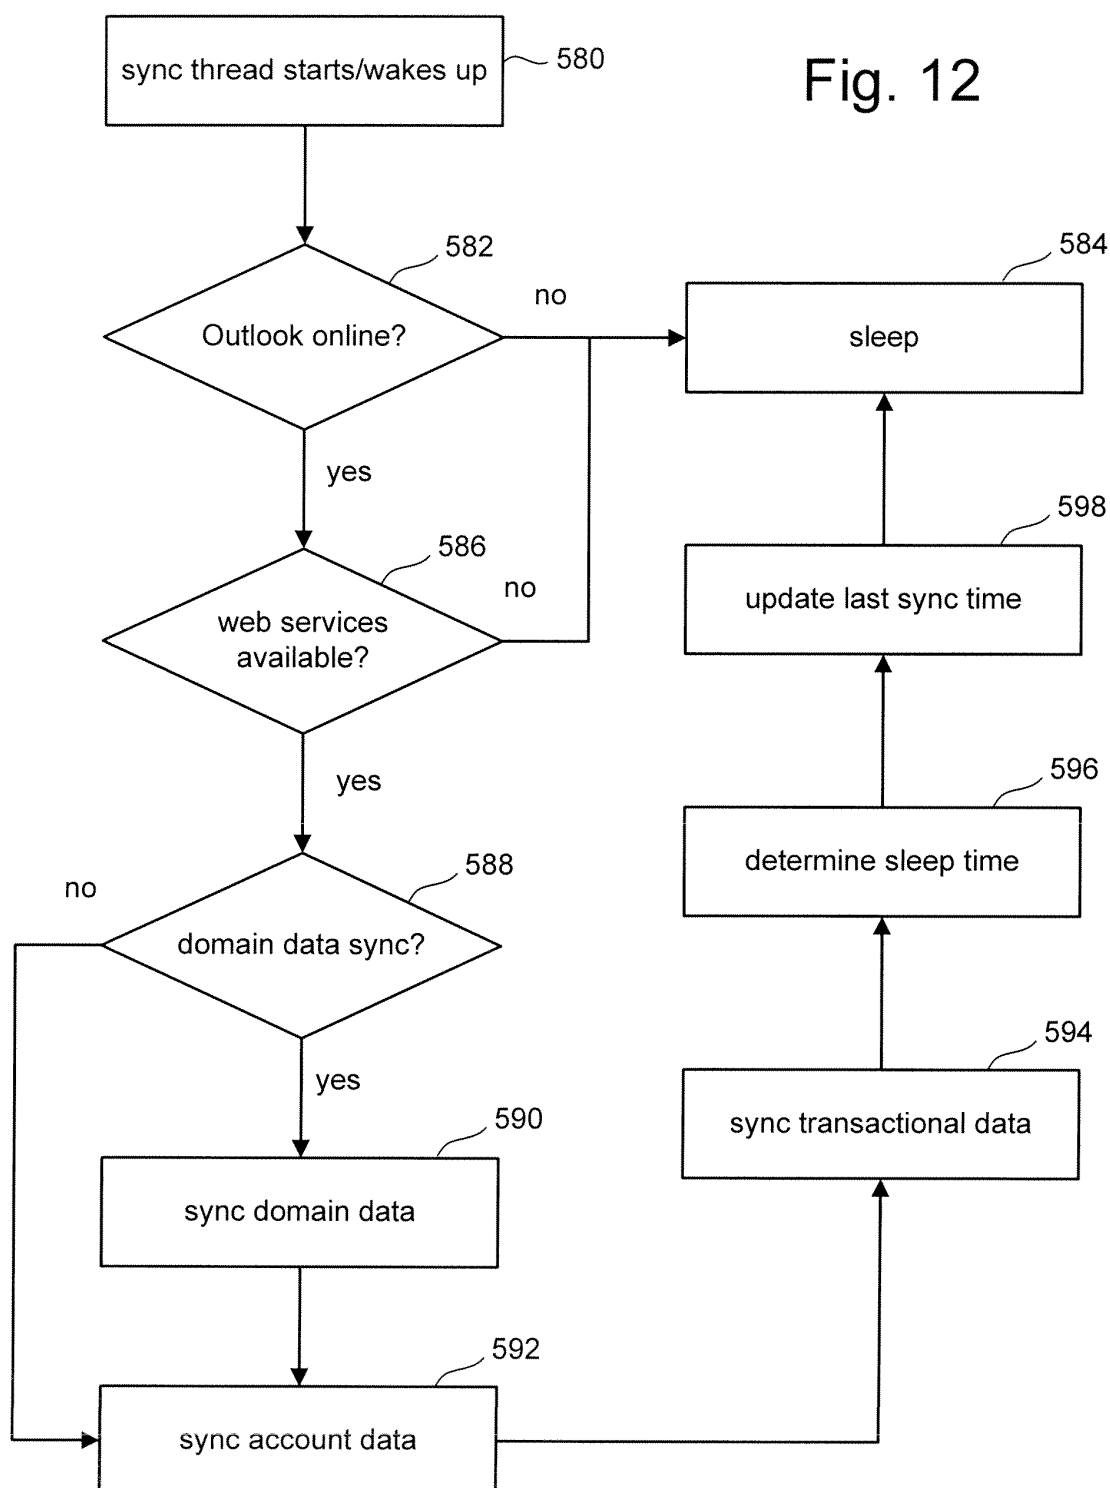 sync thread starts/wakes up
580
Fig. 12
582
Outlook online?
no
584
sleep
yes
586
web services
available?
no
598
update last sync time
yes
596
determine sleep time
588
no
domain data sync?
594
sync transactional data
yes
590
sync domain data
592
sync account data